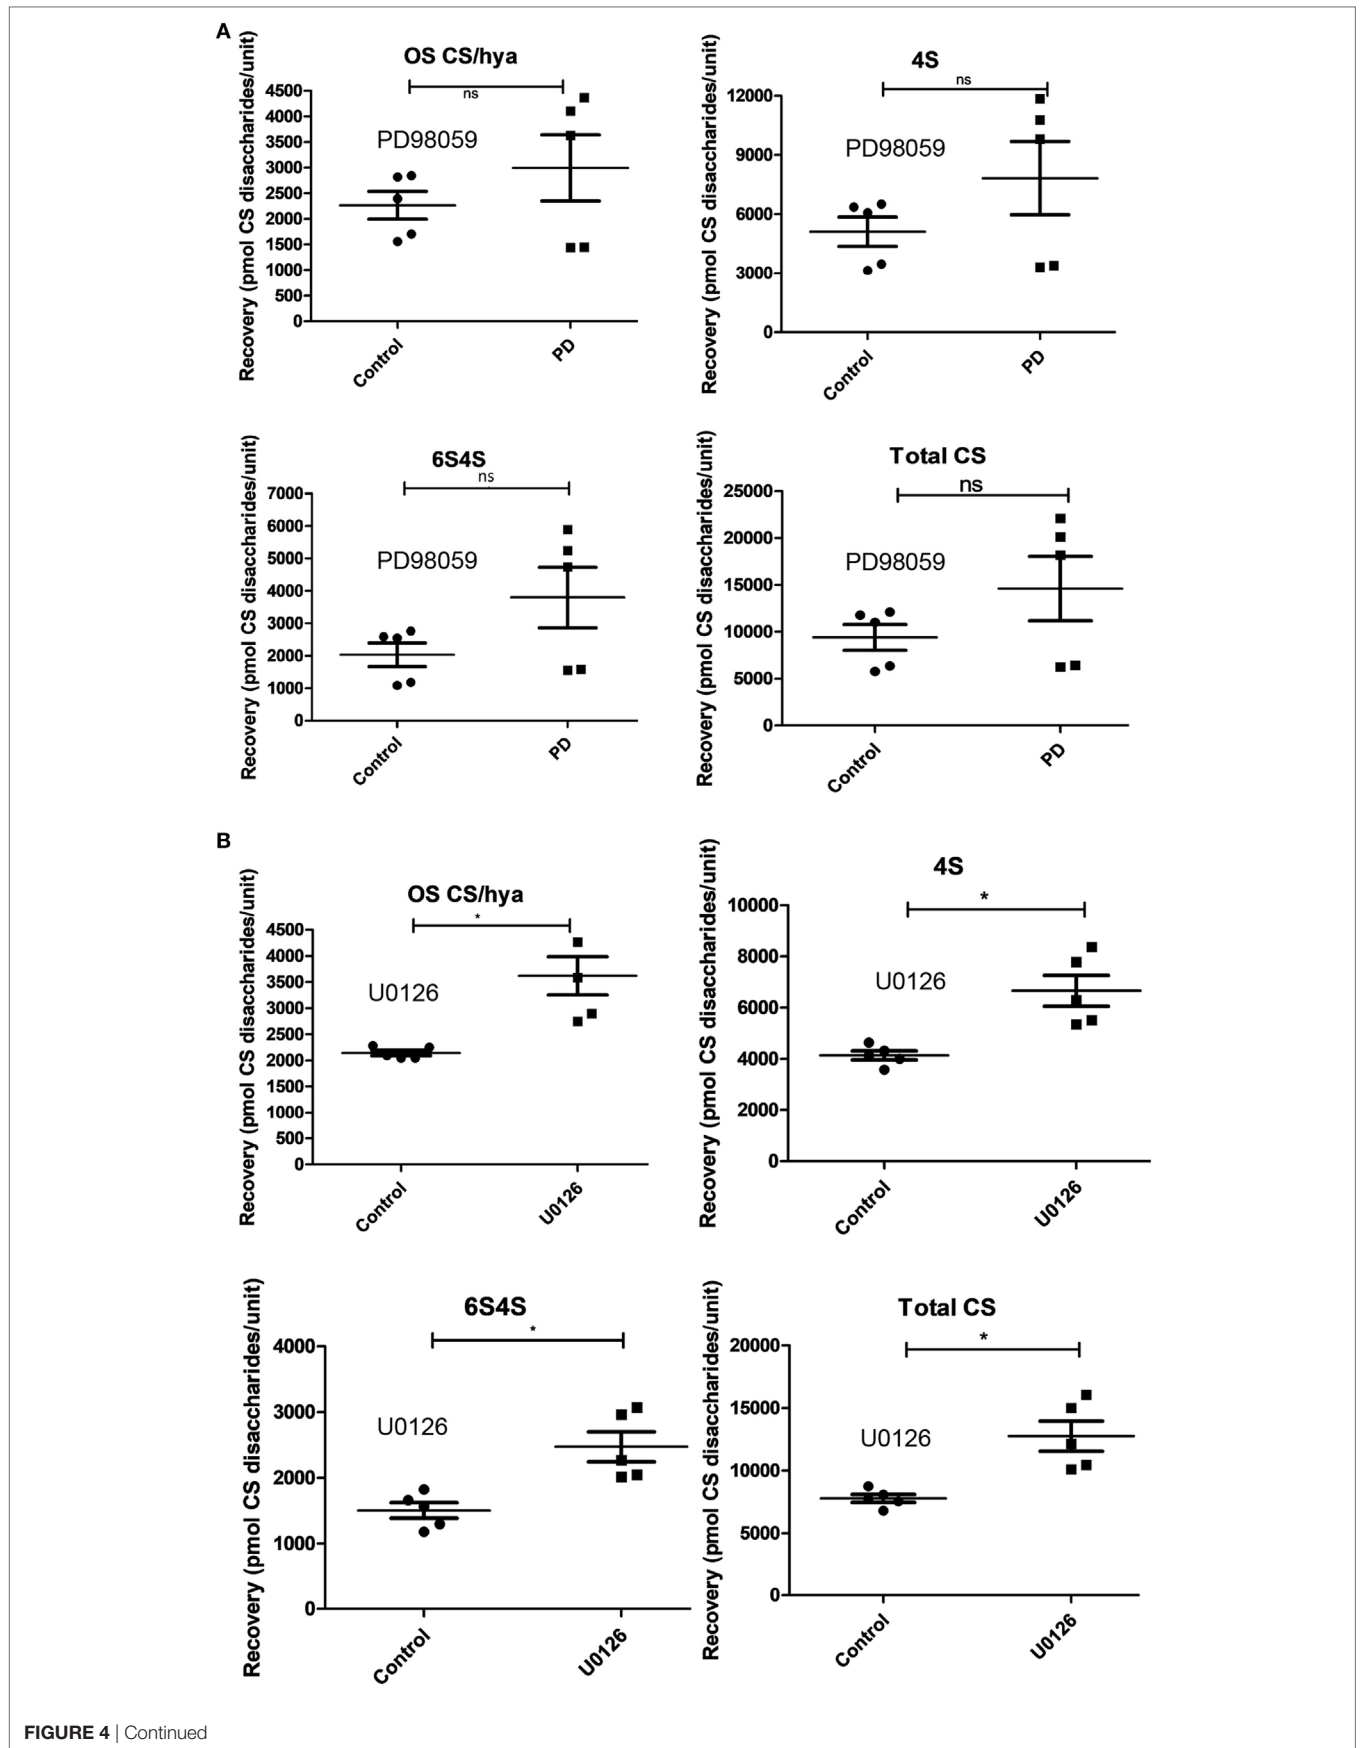 A
OS CS/hya
ns
PD98059
Recovery (pmol CS disaccharides/unit)
4500
4000
3500
3000
2500
2000
1500
1000
500
0
Control
PD
4S
ns
PD98059
Recovery (pmol CS disaccharides/unit)
12000
9000
6000
3000
0
Control
PD
6S4S
ns
PD98059
Recovery (pmol CS disaccharides/unit)
7000
6000
5000
4000
3000
2000
1000
0
Control
PD
Total CS
ns
PD98059
Recovery (pmol CS disaccharides/unit)
25000
20000
15000
10000
5000
0
Control
PD
B
OS CS/hya
*
U0126
Recovery (pmol CS disaccharides/unit)
4500
4000
3500
3000
2500
2000
1500
1000
500
0
Control
U0126
4S
*
U0126
Recovery (pmol CS disaccharides/unit)
10000
8000
6000
4000
2000
0
Control
U0126
6S4S
*
U0126
Recovery (pmol CS disaccharides/unit)
4000
3000
2000
1000
0
Control
U0126
Total CS
*
U0126
Recovery (pmol CS disaccharides/unit)
20000
15000
10000
5000
0
Control
U0126
FIGURE 4 | Continued